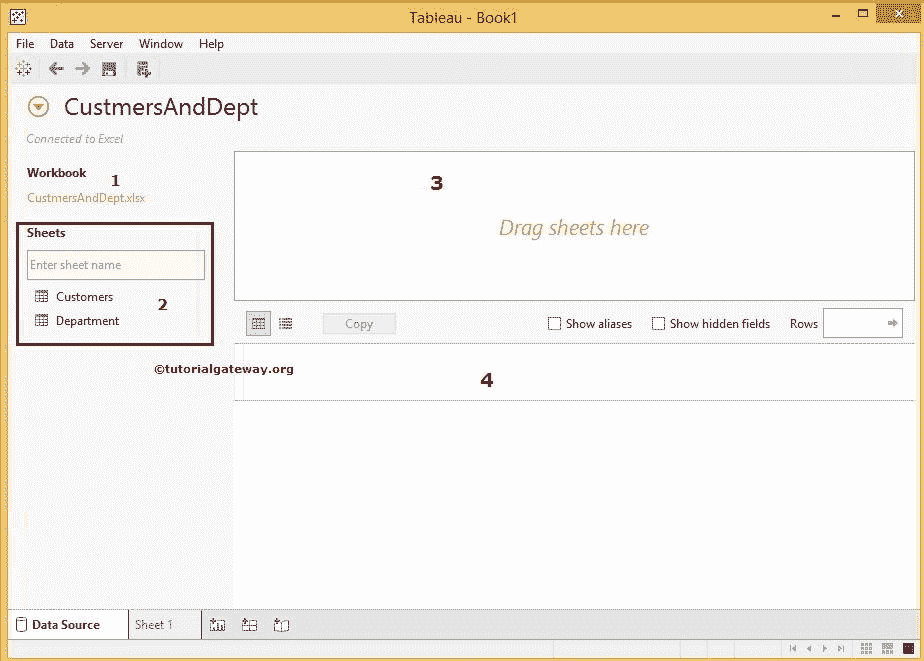 Tableau - Book1
File Data Server Window Help
CustmersAndDept
Connected to Excel
Workbook 1
CustmersAndDept.xlsx
3
Drag sheets here
Sheets
Enter sheet name
Customers
2
Department
Copy Show aliases Show hidden fields Rows
©tutorialgateway.org
4
Data Source Sheet 1